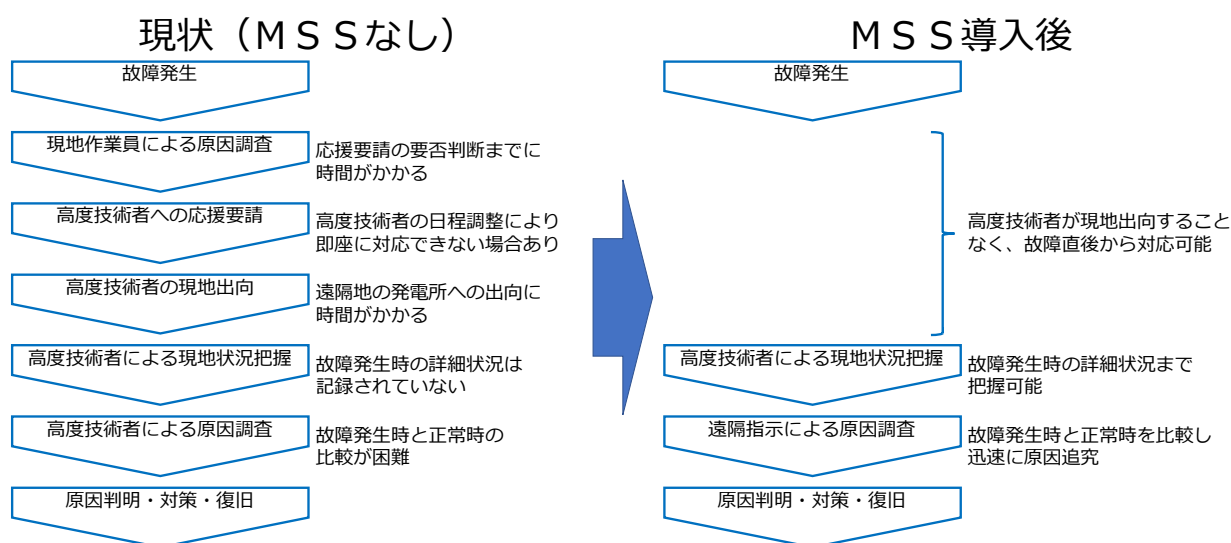 現状（ＭＳＳなし）
故障発生
現地作業員による原因調査
応援要請の要否判断までに
時間がかかる
高度技術者への応援要請
高度技術者の日程調整により
即座に対応できない場合あり
高度技術者の現地出向
遠隔地の発電所への出向に
時間がかかる
高度技術者による現地状況把握
故障発生時の詳細状況は
記録されていない
高度技術者による原因調査
故障発生時と正常時の
比較が困難
原因判明・対策・復旧
ＭＳＳ導入後
故障発生
高度技術者が現地出向すること
なく、故障直後から対応可能
高度技術者による現地状況把握
故障発生時の詳細状況まで
把握可能
遠隔指示による原因調査
故障発生時と正常時を比較し
迅速に原因追究
原因判明・対策・復旧